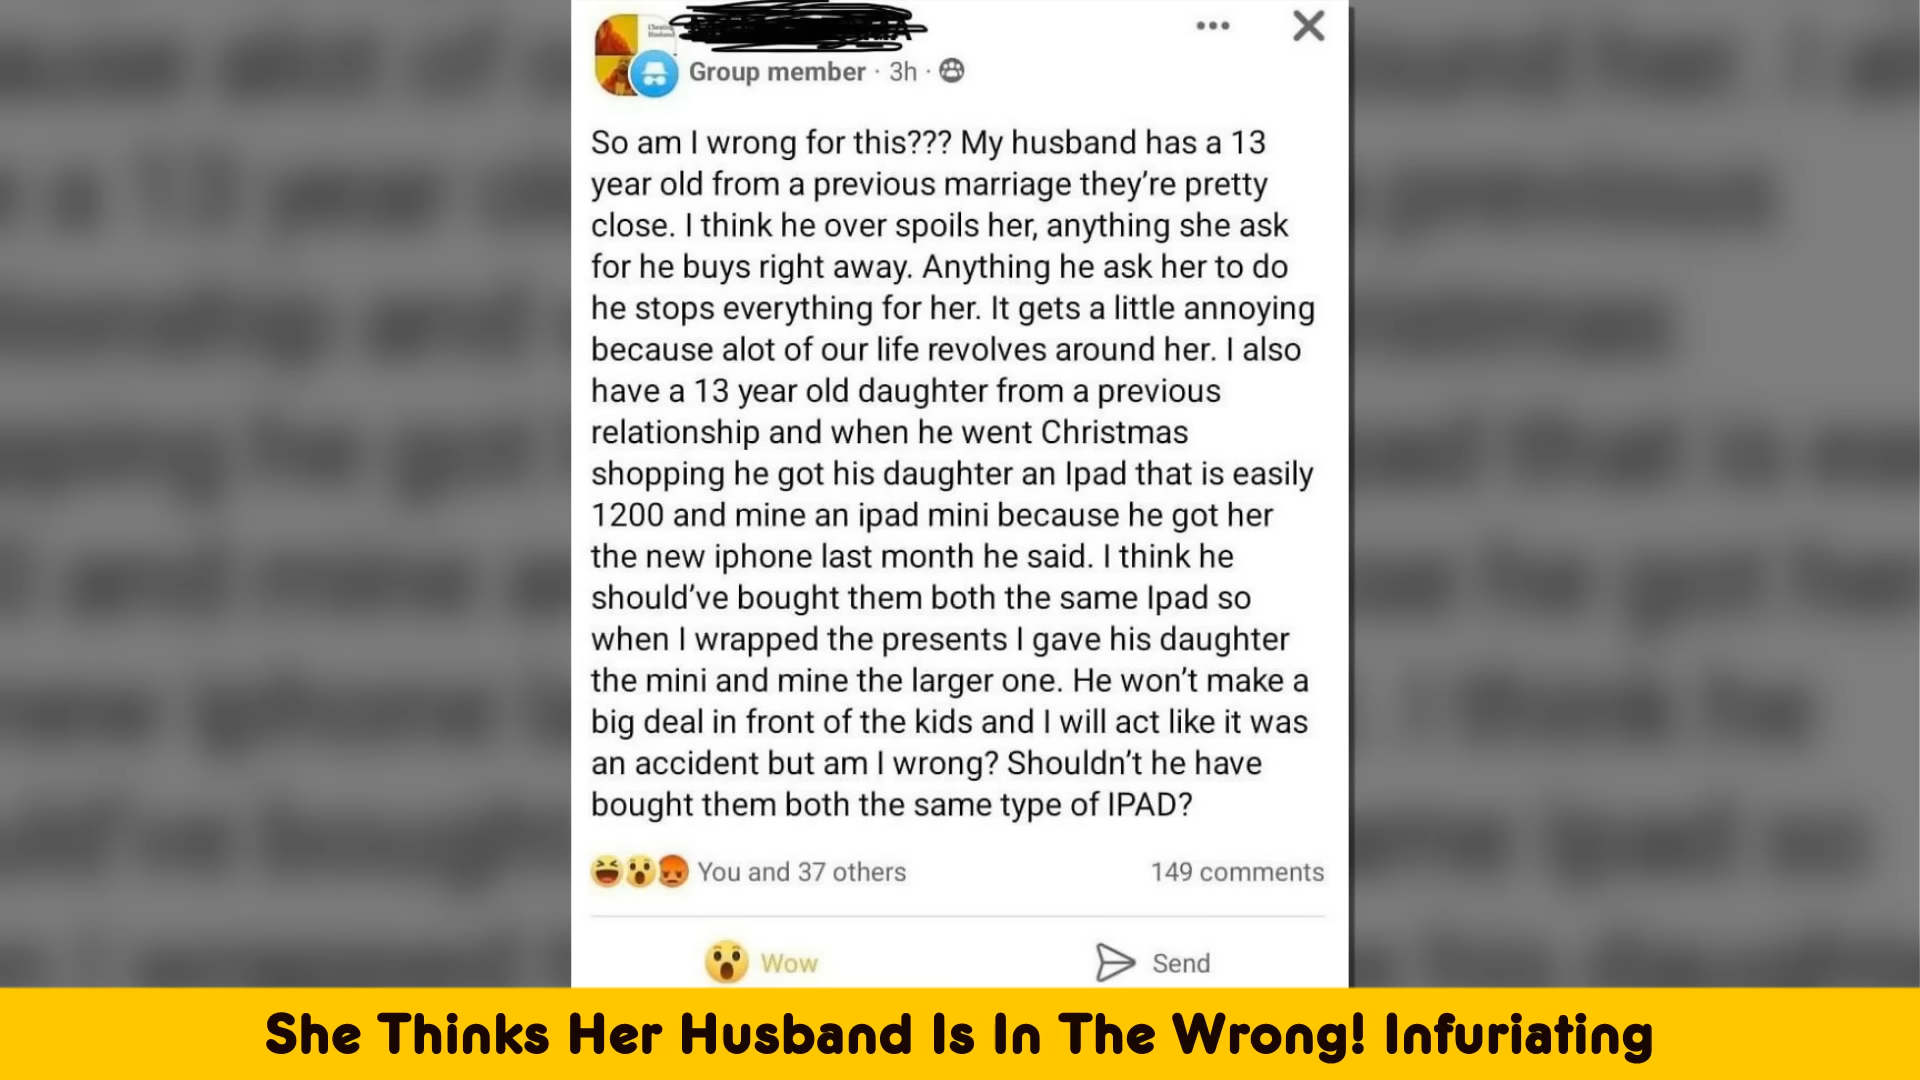 Cheating
Husband
Group member · 3h ·
So am I wrong for this??? My husband has a 13
year old from a previous marriage they're pretty
close. I think he over spoils her, anything she ask
for he buys right away. Anything he ask her to do
he stops everything for her. It gets a little annoying
because alot of our life revolves around her. I also
have a 13 year old daughter from a previous
relationship and when he went Christmas
shopping he got his daughter an Ipad that is easily
1200 and mine an ipad mini because he got her
the new iphone last month he said. I think he
should've bought them both the same Ipad so
when I wrapped the presents I gave his daughter
the mini and mine the larger one. He won't make a
big deal in front of the kids and I will act like it was
an accident but am I wrong? Shouldn't he have
bought them both the same type of IPAD?
You and 37 others
149 comments
Wow
Send
She Thinks Her Husband Is In The Wrong! Infuriating